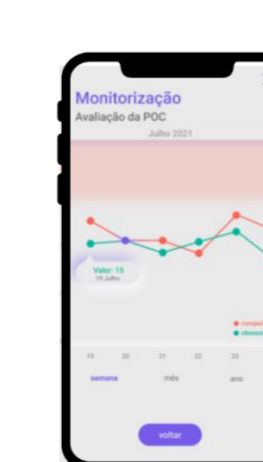 Monitorização
Avaliação da POC
Julho 2021
Valor: 15
19 Julho
19 20 21 22 23
semana mês ano
voltar